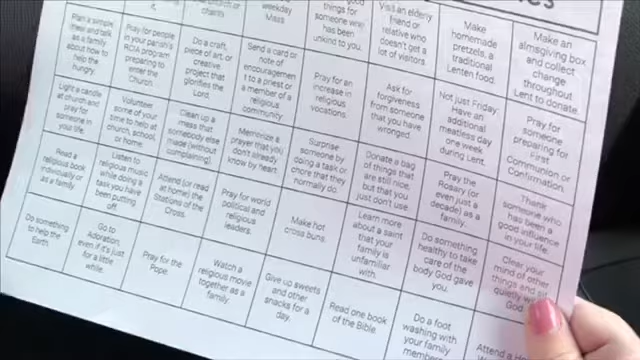 Plan a simple
meal and talk
as a family
about how to
help the
hungry.
it.
Pray for people
in your parish's
RCIA program
preparing to
enter the
Church.
charity
Do a craft,
piece of art, or
creative
project that
glorifies the
Lord.
weekday
Mass.
Send a card or
note of
encouragemen
t to a priest or
a member of a
religious
community.
good
things for
someone who
has been
unkind to you.
Pray for an
increase in
religious
vocations.
Visit an elderly
friend or
relative who
doesn't get a
lot of visitors.
Ask for
forgiveness
from someone
that you have
wronged.
Make
homemade
pretzels, a
traditional
Lenten food.
Not just Friday:
Have an
additional
meatless day
one week
during Lent.
Make an
almsgiving box
and collect
change
throughout
Lent to donate.
Pray for
someone
preparing for
First
Communion or
Confirmation.
Light a candle
at church and
pray for
someone in
your life.
Volunteer
some of your
time to help at
church, school,
or home.
Clean up a
mess that
somebody else
made (without
complaining).
Memorize a
prayer that you
don't already
know by heart.
Surprise
someone by
doing a task or
chore that they
normally do.
Donate a bag
of things that
are still nice,
but that you
just don't use.
Pray the
Rosary (or
even just a
decade) as a
family.
Thank
someone who
has been a
good influence
in your life.
Read a
religious book
individually or
as a family.
Listen to
religious music
while doing a
task you have
been putting
off.
Attend (or read
at home) the
Stations of the
Cross.
Pray for world
political and
religious
leaders.
Make hot
cross buns.
Learn more
about a saint
that your
family is
unfamiliar
with.
Do something
healthy to take
care of the
body God gave
you.
Clear your
mind of other
things and sit
quietly
God
Do something
to help the
Earth.
Go to
Adoration,
even if it's just
for a little
while.
Pray for the
Pope.
Watch a
religious movie
together as a
family.
Give up sweets
and other
snacks for a
day.
Read one book
of the Bible.
Do a foot
washing with
your family
members.
Attend a